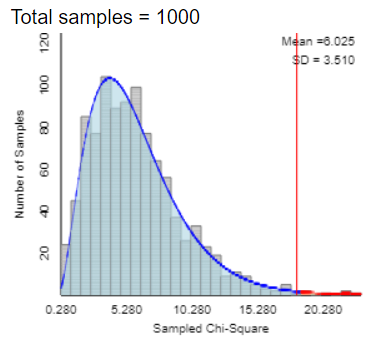 Total samples = 1000
Mean =6.025
SD = 3.510
Number of Samples
120
100
80
60
40
20
0.280 5.280 10.280 15.280 20.280
Sampled Chi-Square